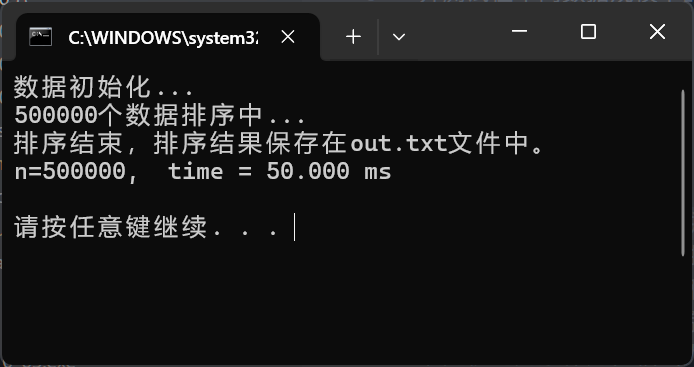 C:\WINDOWS\system32
数据初始化...
500000个数据排序中...
排序结束，排序结果保存在out.txt文件中。
n=500000,  time = 50.000 ms
请按任意键继续. . .